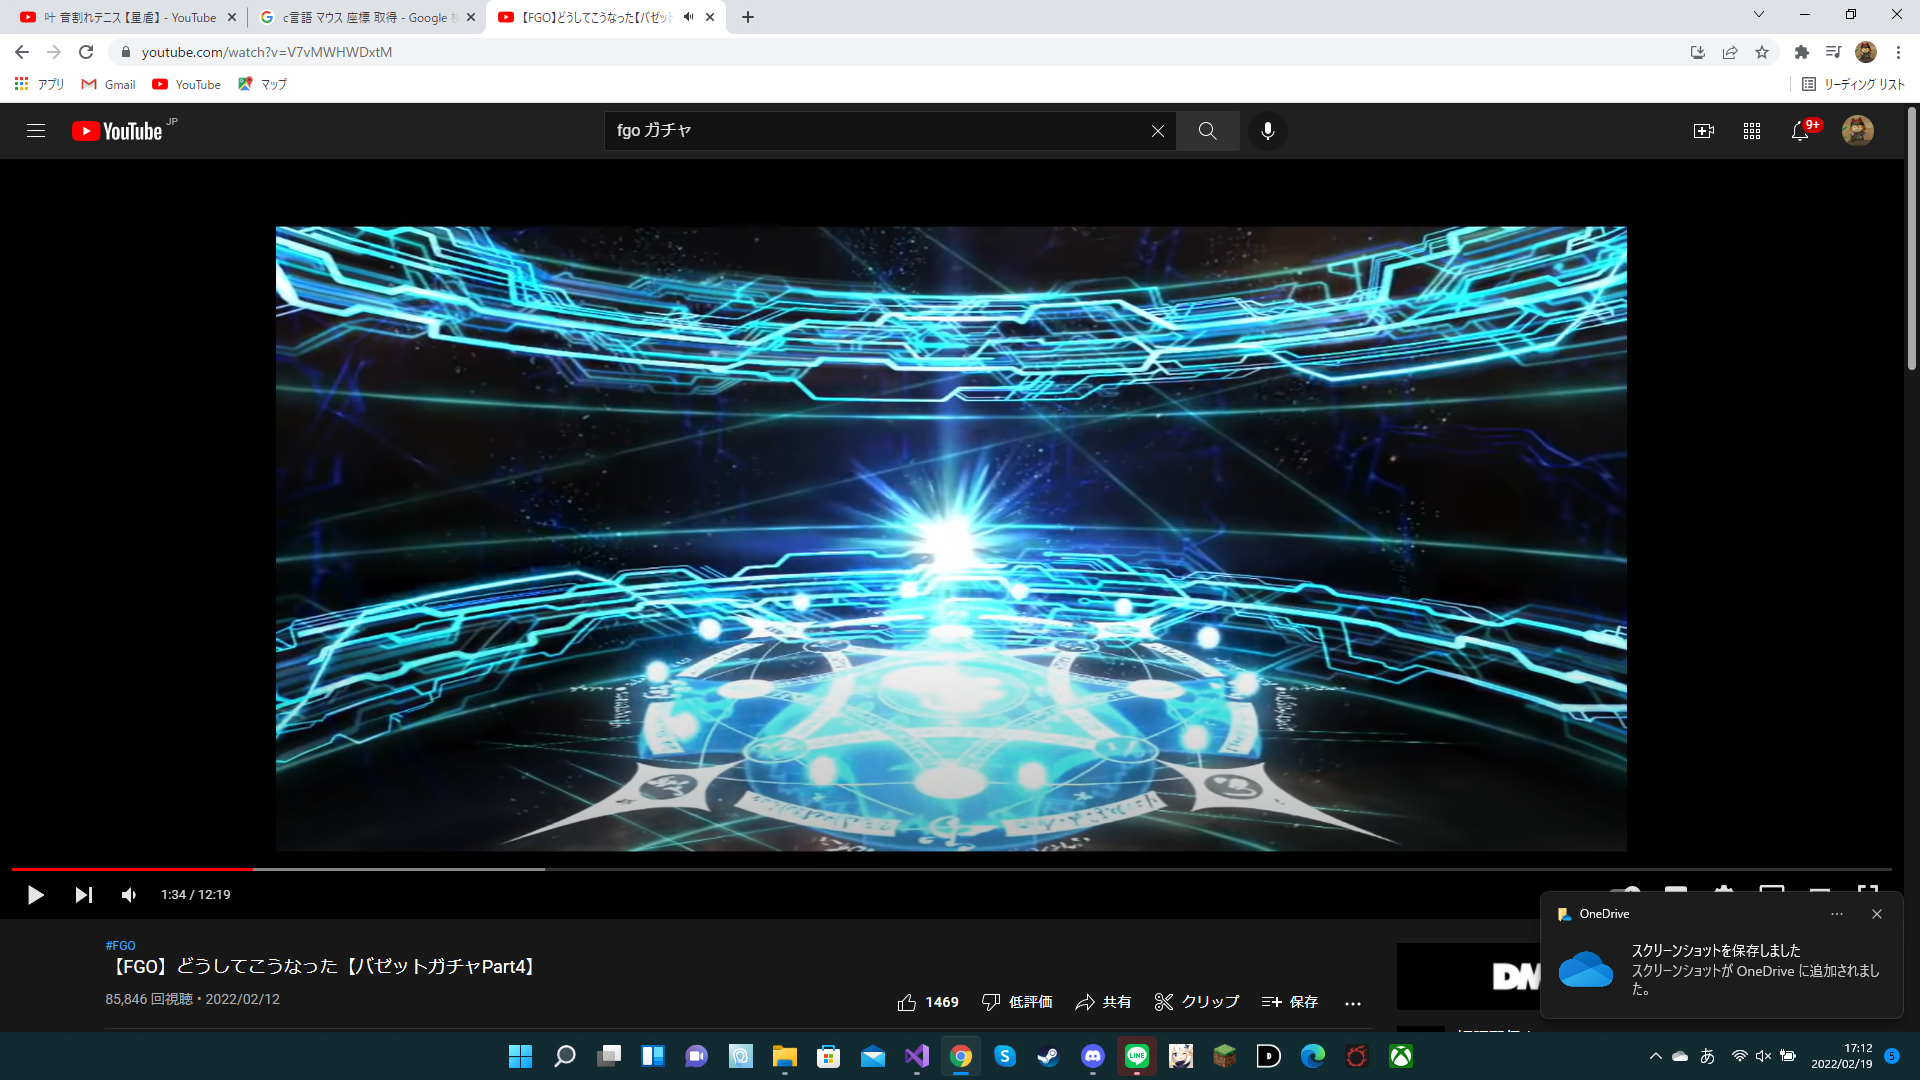 叶 音割れテニス【星虐】 - YouTube
c言語 マウス 座標 取得 - Google
【FGO】どうしてこうなった【バゼット
youtube.com/watch?v=V7vMWHWDxtM
アプリ
Gmail
YouTube
マップ
リーディング リスト
YouTube JP
fgo ガチャ
9+
1:34 / 12:19
#FGO
【FGO】どうしてこうなった【バゼットガチャPart4】
85,846 回視聴・2022/02/12
1469
低評価
共有
クリップ
保存
DM
OneDrive
スクリーンショットを保存しました
スクリーンショットが OneDrive に追加されまし
た。
LINE
D
あ
17:12
2022/02/19
5